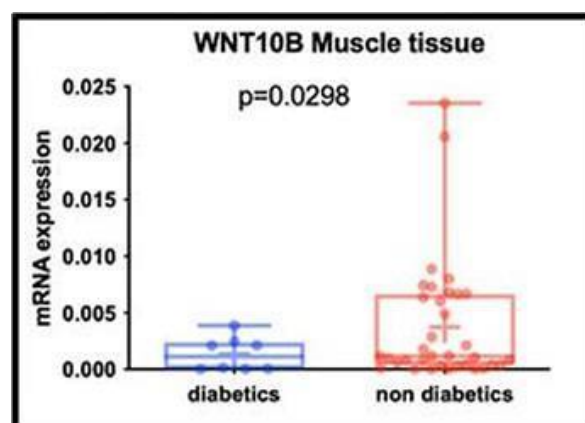 WNT10B Muscle tissue
p=0.0298
mRNA expression
0.025
0.020
0.015
0.010
0.005
0.000
diabetics
non diabetics